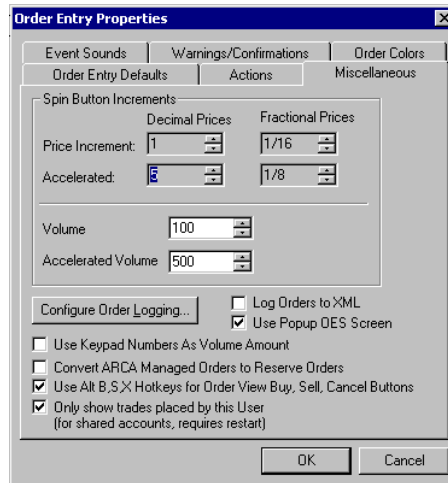 Order Entry Properties
Event Sounds Warnings/Confirmations Order Colors
Order Entry Defaults Actions Miscellaneous
Spin Button Increments
Decimal Prices Fractional Prices
Price Increment: 1 1/16
Accelerated: 5 1/8
Volume 100
Accelerated Volume 500
Configure Order Logging... Log Orders to XML
Use Popup OES Screen
Use Keypad Numbers As Volume Amount
Convert ARCA Managed Orders to Reserve Orders
Use Alt B,S,X Hotkeys for Order View Buy, Sell, Cancel Buttons
Only show trades placed by this User
(for shared accounts, requires restart)
OK Cancel